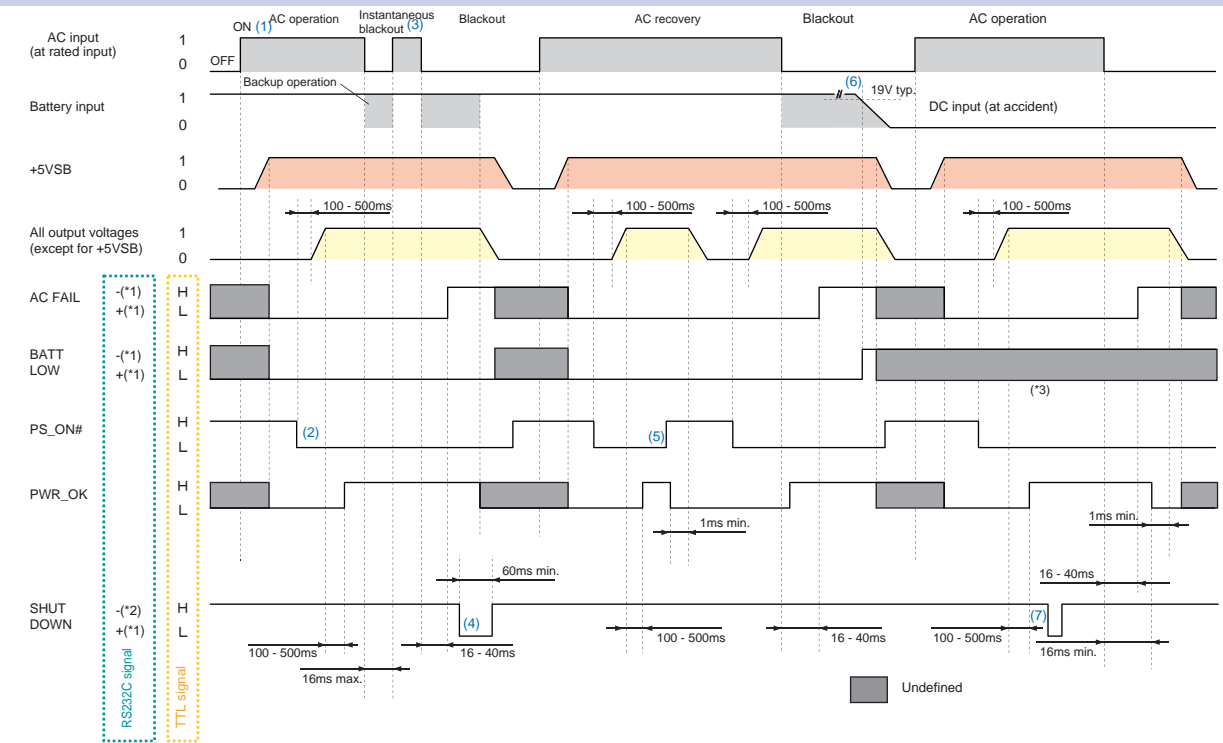 ON (1) AC operation
Instantaneous
blackout (3)
Blackout
AC recovery
Blackout
AC operation
AC input
(at rated input)
1
0
OFF
Backup operation
Battery input
1
0
(6)
19V typ.
DC input (at accident)
+5VSB
1
0
100 - 500ms
100 - 500ms
100 - 500ms
100 - 500ms
All output voltages
(except for +5VSB)
1
0
AC FAIL
-(*1)
+(*1)
H
L
BATT
LOW
-(*1)
+(*1)
H
L
(*3)
PS_ON#
H
L
(2)
(5)
PWR_OK
H
L
1ms min.
1ms min.
60ms min.
16 - 40ms
SHUT
DOWN
-(*2)
+(*1)
H
L
(4)
(7)
100 - 500ms
16 - 40ms
100 - 500ms
16 - 40ms
100 - 500ms
16ms min.
16ms max.
RS232C signal
TTL signal
Undefined